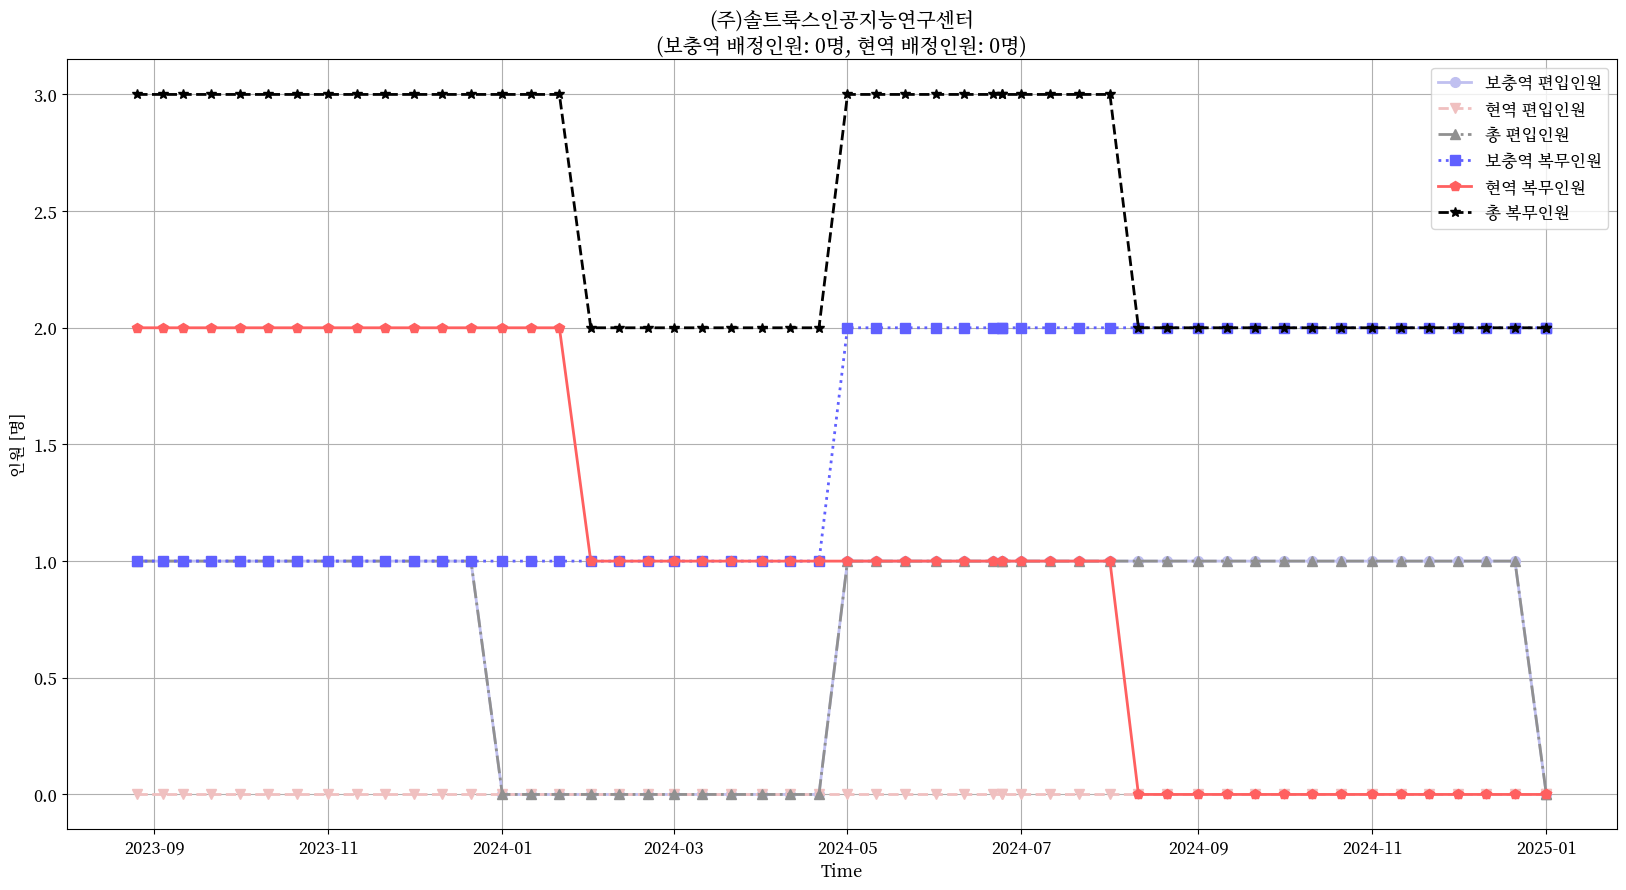 (주)솔트룩스인공지능연구센터
(보충역 배정인원: 0명, 현역 배정인원: 0명)
보충역 편입인원
현역 편입인원
총 편입인원
보충역 복무인원
현역 복무인원
총 복무인원
인원 [명]
3.0
2.5
2.0
1.5
1.0
0.5
0.0
2023-09
2023-11
2024-01
2024-03
2024-05
2024-07
2024-09
2024-11
2025-01
Time